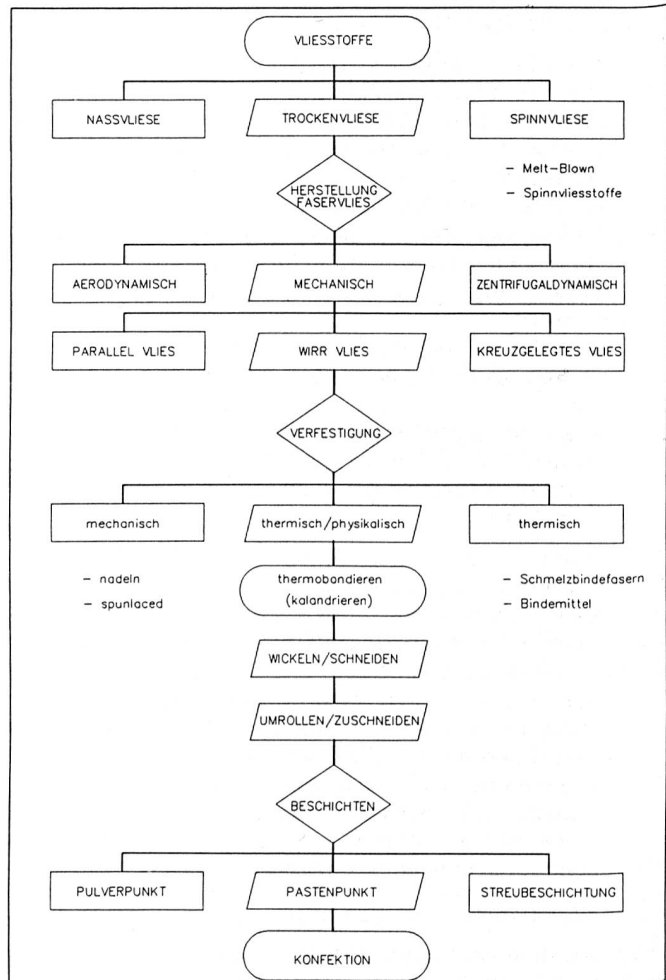 VLIESSTOFFE
NASSVLIESE
TROCKENVLIESE
SPINNVLIESE
– Melt-Blown
– Spinnvliesstoffe
HERSTELLUNG
FASERVLIES
AERODYNAMISCH
MECHANISCH
ZENTRIFUGALDYNAMISCH
PARALLEL VLIES
WIRR VLIES
KREUZGELEGTES VLIES
VERFESTIGUNG
mechanisch
thermisch/physikalisch
thermisch
– nadeln
– spunlaced
thermobondieren
(kalandrieren)
– Schmelzbindefasern
– Bindemittel
WICKELN/SCHNEIDEN
UMROLLEN/ZUSCHNEIDEN
BESCHICHTEN
PULVERPUNKT
PASTENPUNKT
STREUBESCHICHTUNG
KONFEKTION